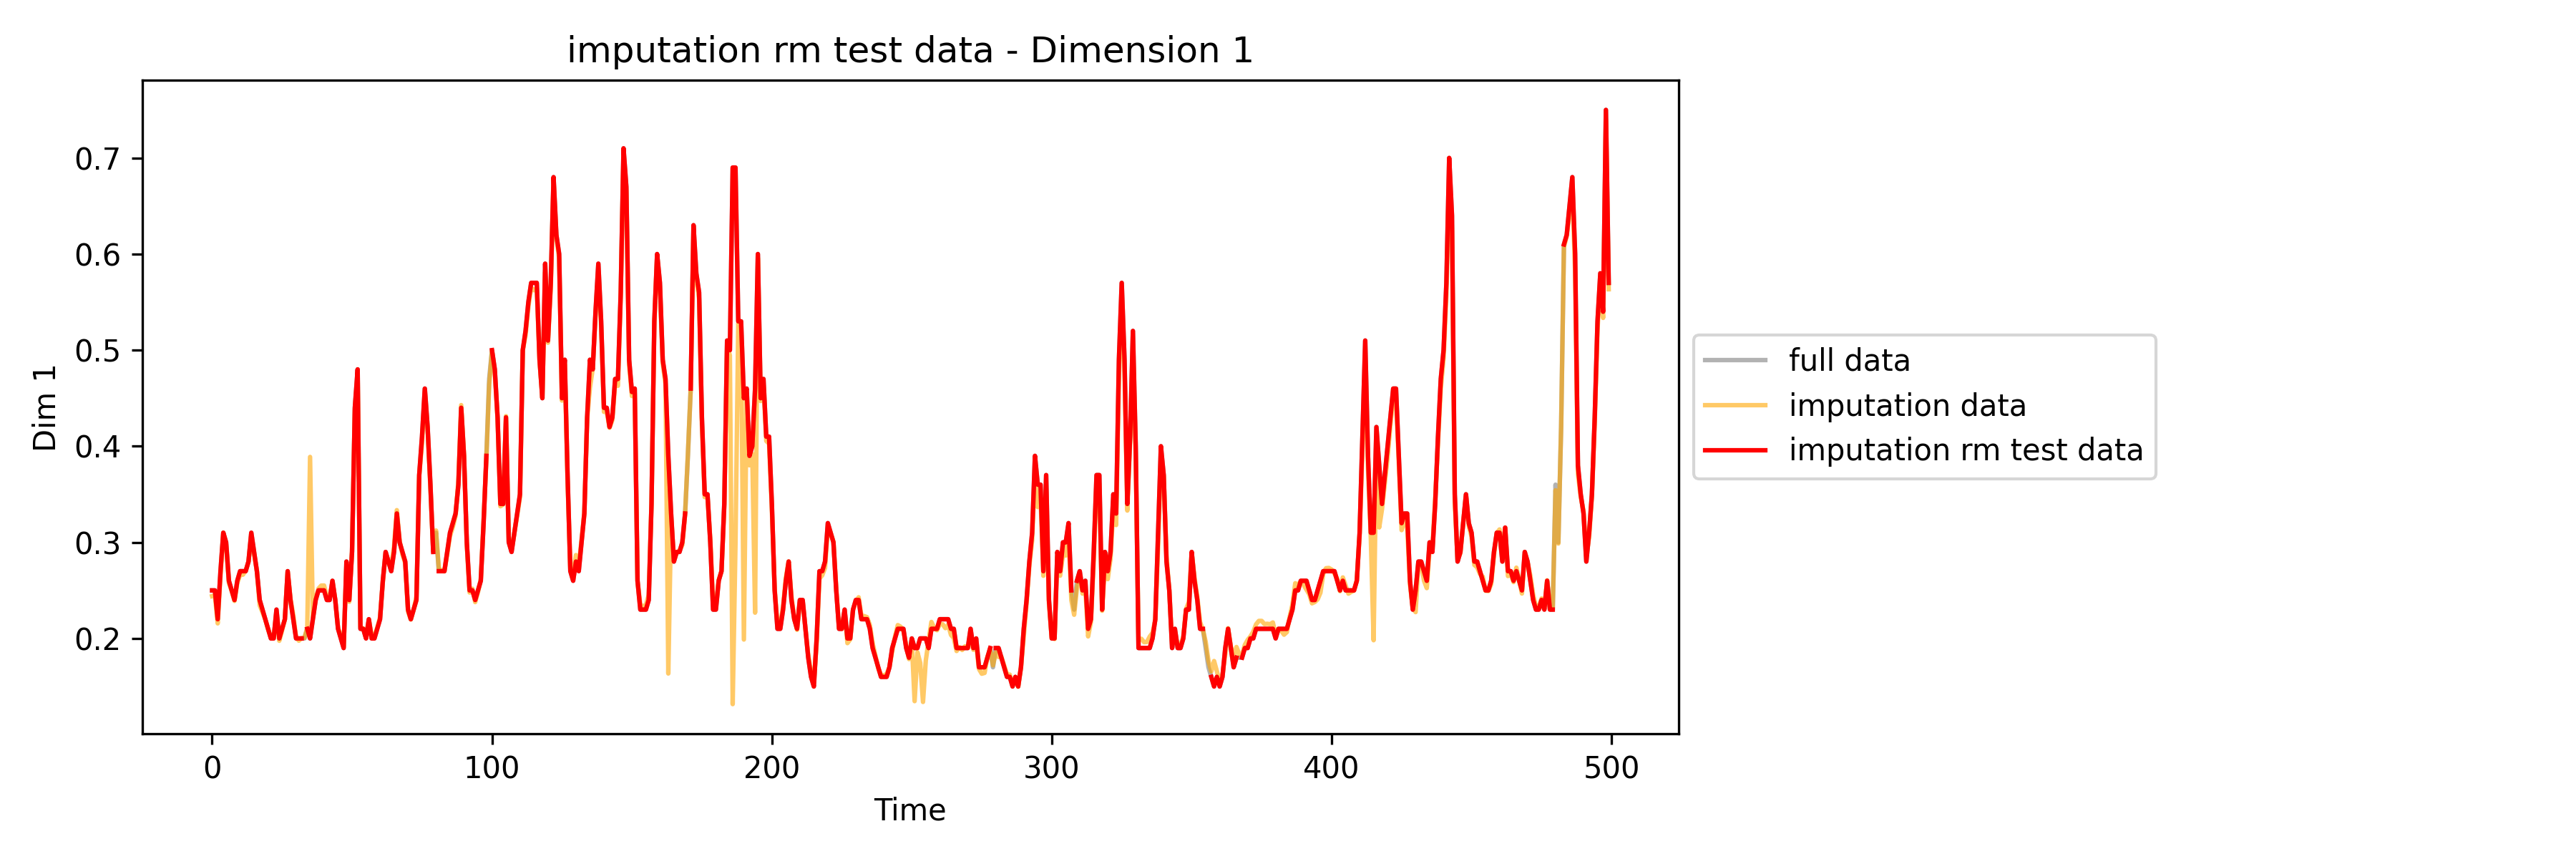 imputation rm test data - Dimension 1
Dim 1
0.7
0.6
0.5
0.4
0.3
0.2
0 100 200 300 400 500
Time
full data
imputation data
imputation rm test data